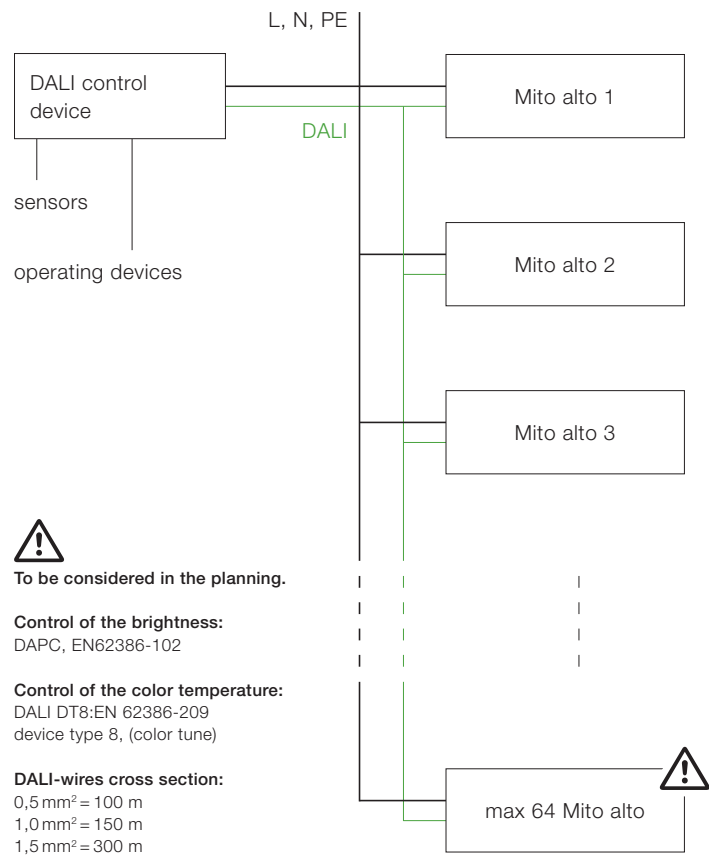 L, N, PE
DALI control
device
Mito alto 1
DALI
sensors
Mito alto 2
operating devices
Mito alto 3
To be considered in the planning.
Control of the brightness:
DAPC, EN62386-102
Control of the color temperature:
DALI DT8:EN 62386-209
device type 8, (color tune)
DALI-wires cross section:
0,5 mm² = 100 m
1,0 mm² = 150 m
1,5 mm² = 300 m
max 64 Mito alto